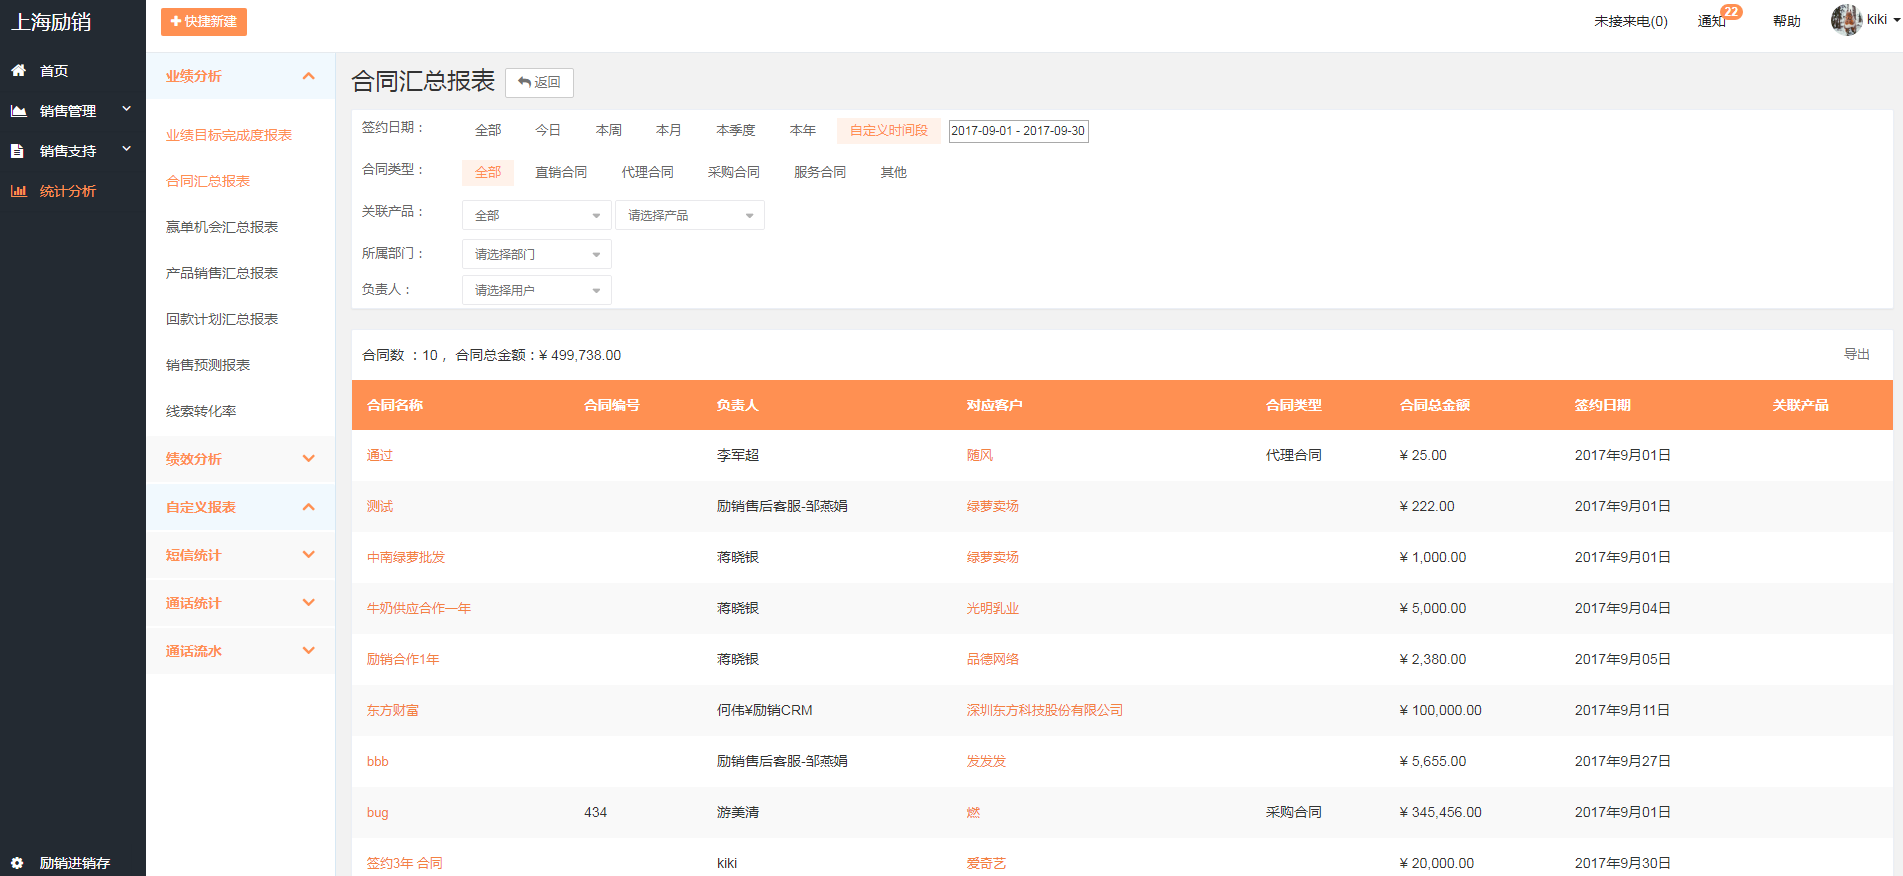 上海励销
快捷新建
未接来电(0)
通知
22
帮助
kiki
首页
销售管理
销售支持
统计分析
励销进销存
业绩分析
业绩目标完成度报表
合同汇总报表
赢单机会汇总报表
产品销售汇总报表
回款计划汇总报表
销售预测报表
线索转化率
绩效分析
自定义报表
短信统计
通话统计
通话流水
合同汇总报表 返回
签约日期： 全部 今日 本周 本月 本季度 本年 自定义时间段 2017-09-01 - 2017-09-30
合同类型： 全部 直销合同 代理合同 采购合同 服务合同 其他
关联产品： 全部 请选择产品
所属部门： 请选择部门
负责人： 请选择用户
合同数 ：10 ，合同总金额：¥ 499,738.00 导出
合同名称 合同编号 负责人 对应客户 合同类型 合同总金额 签约日期 关联产品
通过 李军超 随风 代理合同 ¥ 25.00 2017年9月01日
测试 励销售后客服-邹燕娟 绿萝卖场 ¥ 222.00 2017年9月01日
中南绿萝批发 蒋晓银 绿萝卖场 ¥ 1,000.00 2017年9月01日
牛奶供应合作一年 蒋晓银 光明乳业 ¥ 5,000.00 2017年9月04日
励销合作1年 蒋晓银 品德网络 ¥ 2,380.00 2017年9月05日
东方财富 何伟¥励销CRM 深圳东方科技股份有限公司 ¥ 100,000.00 2017年9月11日
bbb 励销售后客服-邹燕娟 发发发 ¥ 5,655.00 2017年9月27日
bug 434 游美清 燃 采购合同 ¥ 345,456.00 2017年9月01日
签约3年 合同 kiki 爱奇艺 ¥ 20,000.00 2017年9月30日